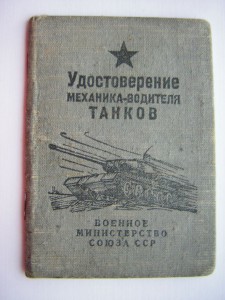 Удостоверение
МЕХАНИКА-ВОДИТЕЛЯ
ТАНКОВ
ВОЕННОЕ
МИНИСТЕРСТВО
СОЮЗА ССР